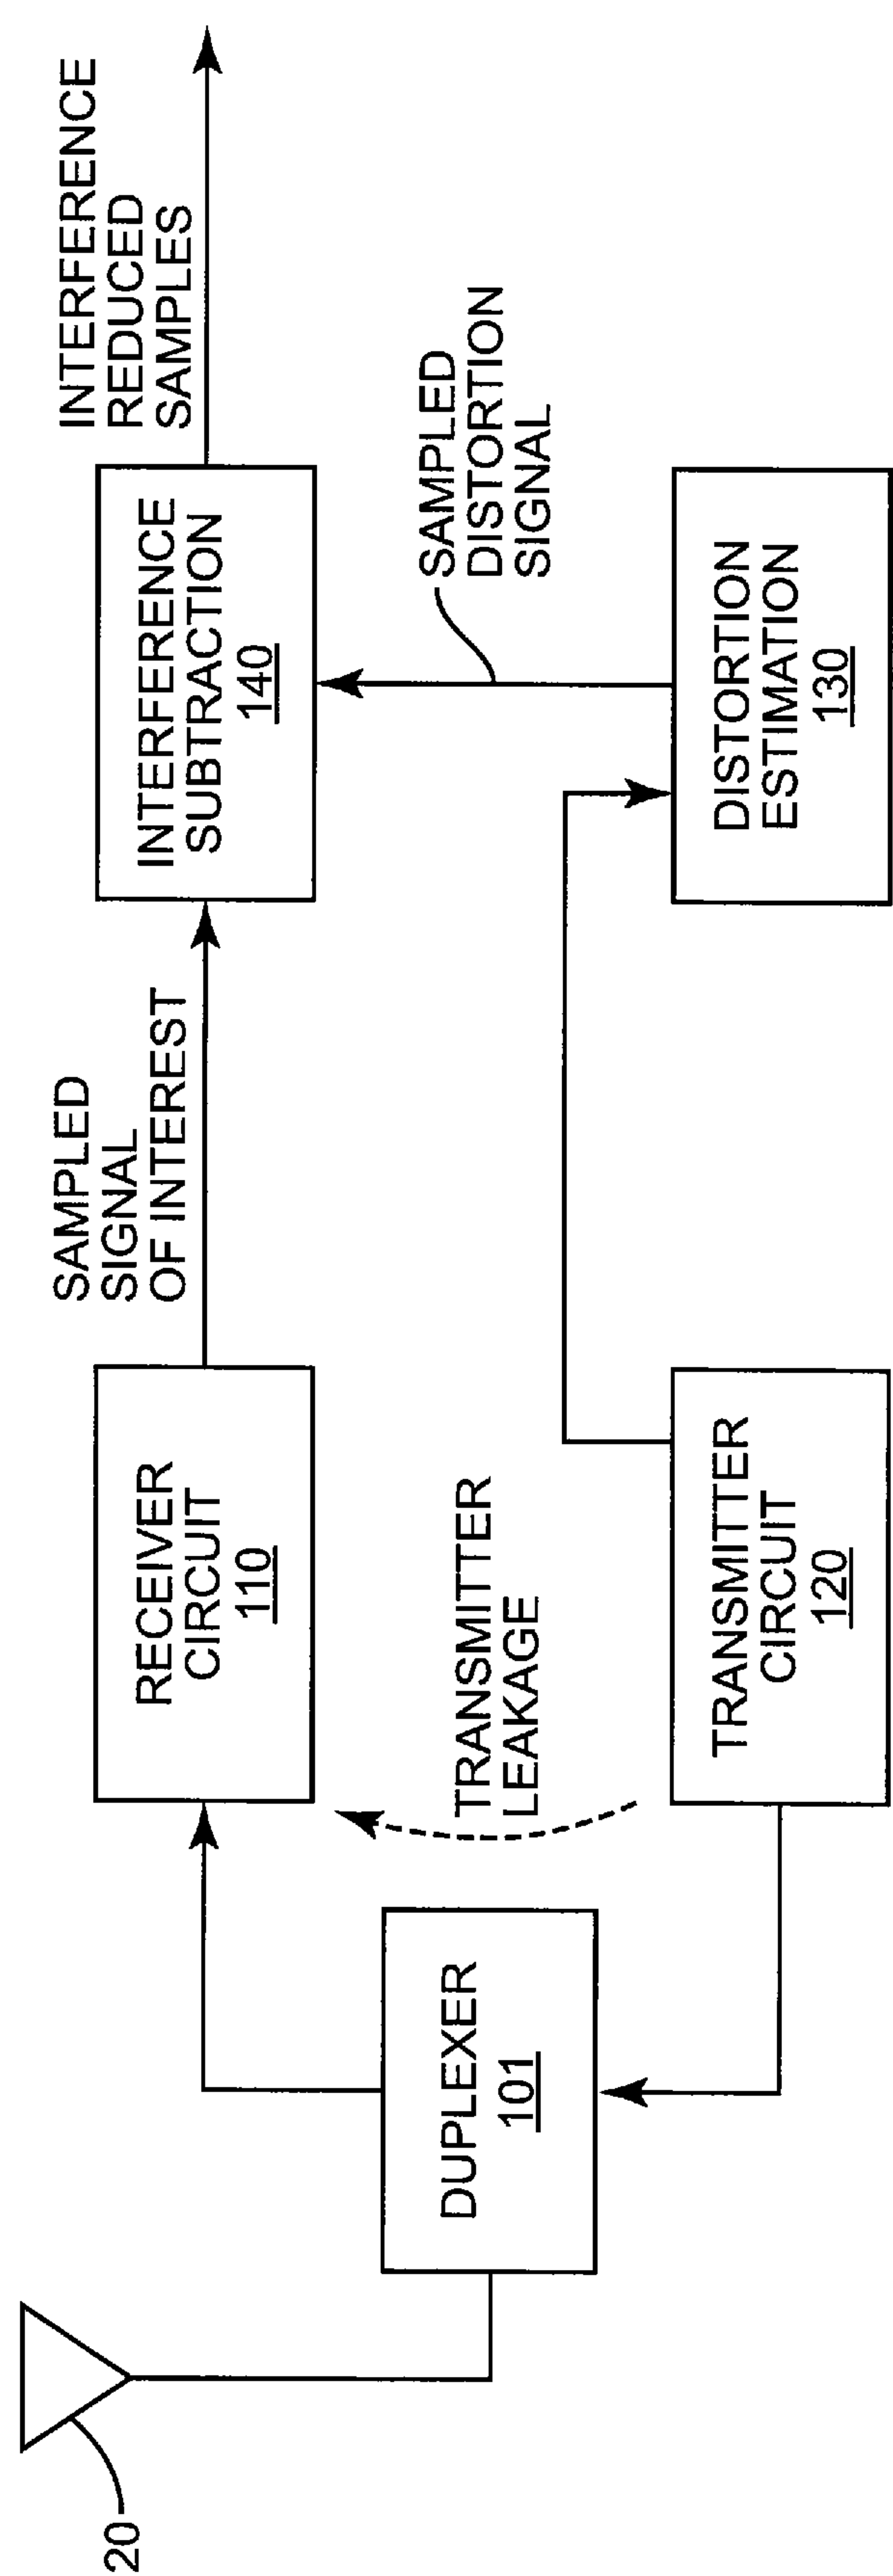 20
DUPLEXER
101
RECEIVER
CIRCUIT
110
TRANSMITTER
LEAKAGE
TRANSMITTER
CIRCUIT
120
SAMPLED
SIGNAL
OF INTEREST
INTERFERENCE
SUBTRACTION
140
SAMPLED
DISTORTION
SIGNAL
DISTORTION
ESTIMATION
130
INTERFERENCE
REDUCED
SAMPLES